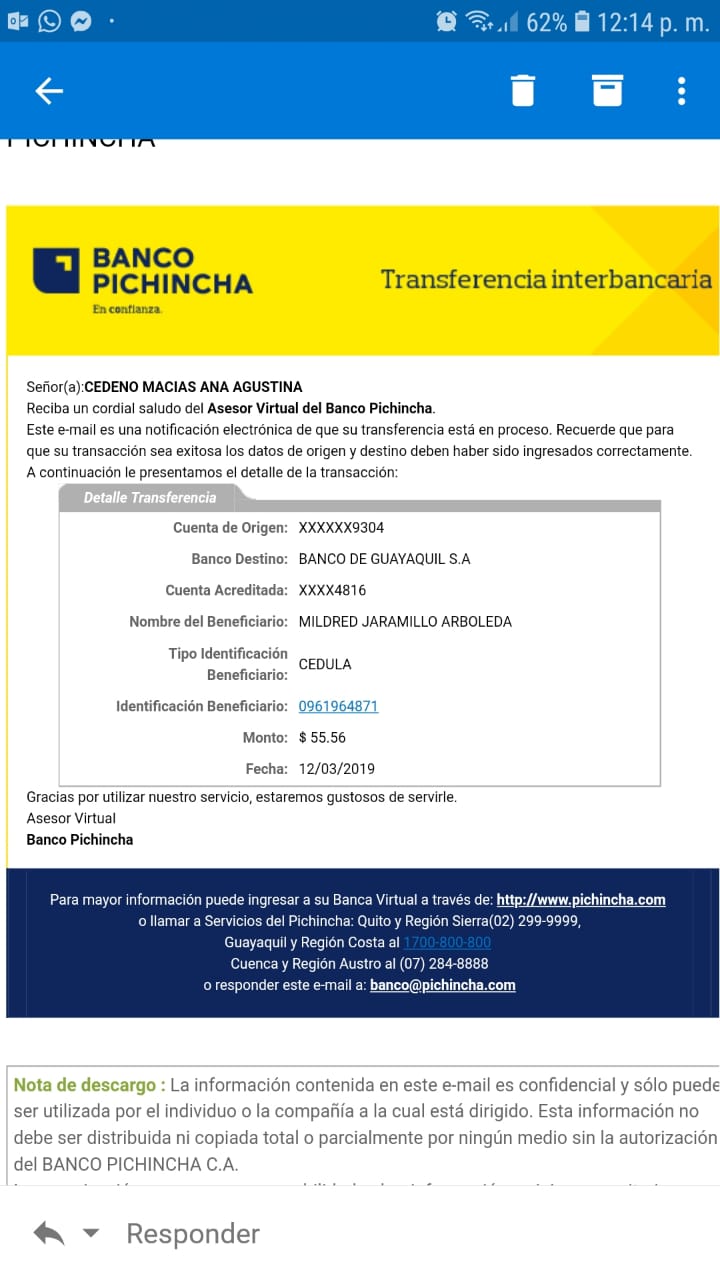 62% 12:14 p. m.
PICHINCHA
BANCO
PICHINCHA
En confianza.
Transferencia interbancaria
Señor(a):CEDENO MACIAS ANA AGUSTINA
Reciba un cordial saludo del Asesor Virtual del Banco Pichincha.
Este e-mail es una notificación electrónica de que su transferencia está en proceso. Recuerde que para
que su transacción sea exitosa los datos de origen y destino deben haber sido ingresados correctamente.
A continuación le presentamos el detalle de la transacción:
Detalle Transferencia
Cuenta de Origen: XXXXXX9304
Banco Destino: BANCO DE GUAYAQUIL S.A
Cuenta Acreditada: XXXX4816
Nombre del Beneficiario: MILDRED JARAMILLO ARBOLEDA
Tipo Identificación
Beneficiario: CEDULA
Identificación Beneficiario: 0961964871
Monto: $ 55.56
Fecha: 12/03/2019
Gracias por utilizar nuestro servicio, estaremos gustosos de servirle.
Asesor Virtual
Banco Pichincha
Para mayor información puede ingresar a su Banca Virtual a través de: http://www.pichincha.com
o llamar a Servicios del Pichincha: Quito y Región Sierra(02) 299-9999,
Guayaquil y Región Costa al 1700-800-800
Cuenca y Región Austro al (07) 284-8888
o responder este e-mail a: banco@pichincha.com
Nota de descargo : La información contenida en este e-mail es confidencial y sólo puede
ser utilizada por el individuo o la compañía a la cual está dirigido. Esta información no
debe ser distribuida ni copiada total o parcialmente por ningún medio sin la autorización
del BANCO PICHINCHA C.A.
Responder